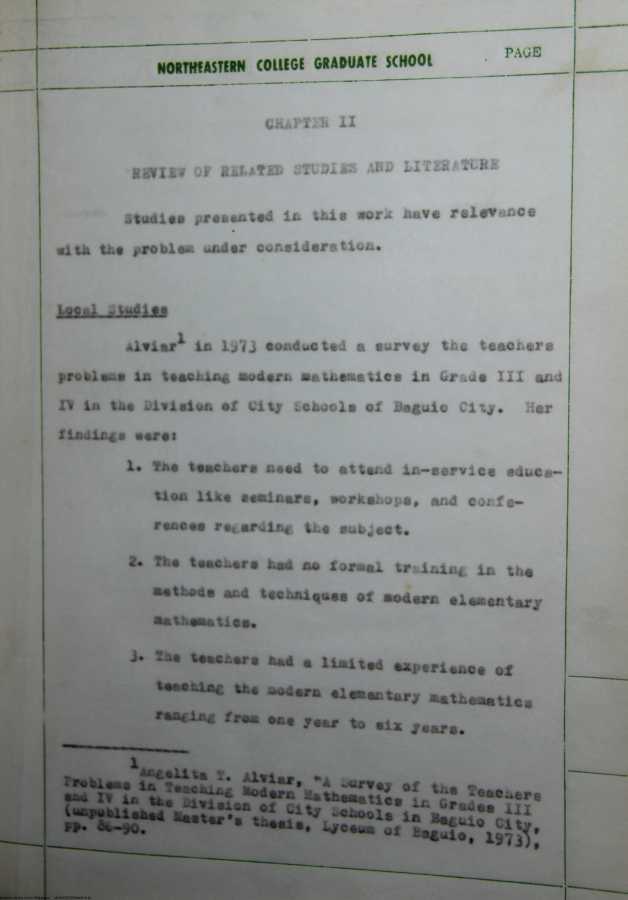 NORTHEASTERN COLLEGE GRADUATE SCHOOL PAGE
CHAPTER II
REVIEW OF RELATED STUDIES AND LITERATURE
Studies presented in this work have relevance
with the problem under consideration.
Local Studies
Alviar1 in 1973 conducted a survey the teachers
problems in teaching modern mathematics in Grade III and
IV in the Division of City Schools of Baguio City. Her
findings were:
1. The teachers need to attend in-service educa-
tion like seminars, workshops, and confe-
rences regarding the subject.
2. The teachers had no formal training in the
methods and techniques of modern elementary
mathematics.
3. The teachers had a limited experience of
teaching the modern elementary mathematics
ranging from one year to six years.
1Angelita T. Alviar, "A Survey of the Teachers
Problems in Teaching Modern Mathematics in Grades III
and IV in the Division of City Schools in Baguio City,
(unpublished Master's thesis, Lyceum of Baguio, 1973),
pp. 86-90.